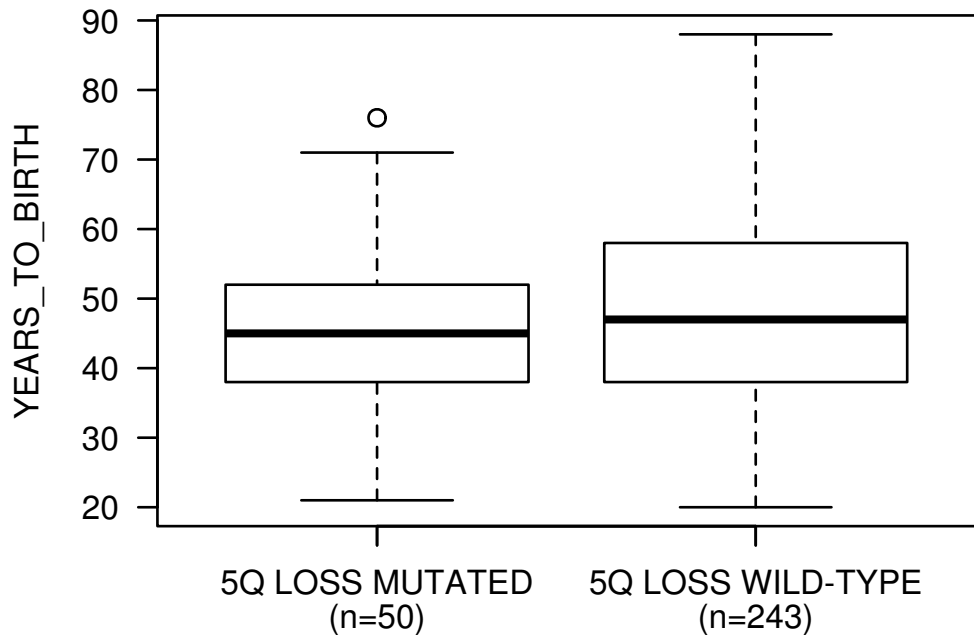 YEARS_TO_BIRTH
90
80
70
60
50
40
30
20
5Q LOSS MUTATED
(n=50)
5Q LOSS WILD-TYPE
(n=243)